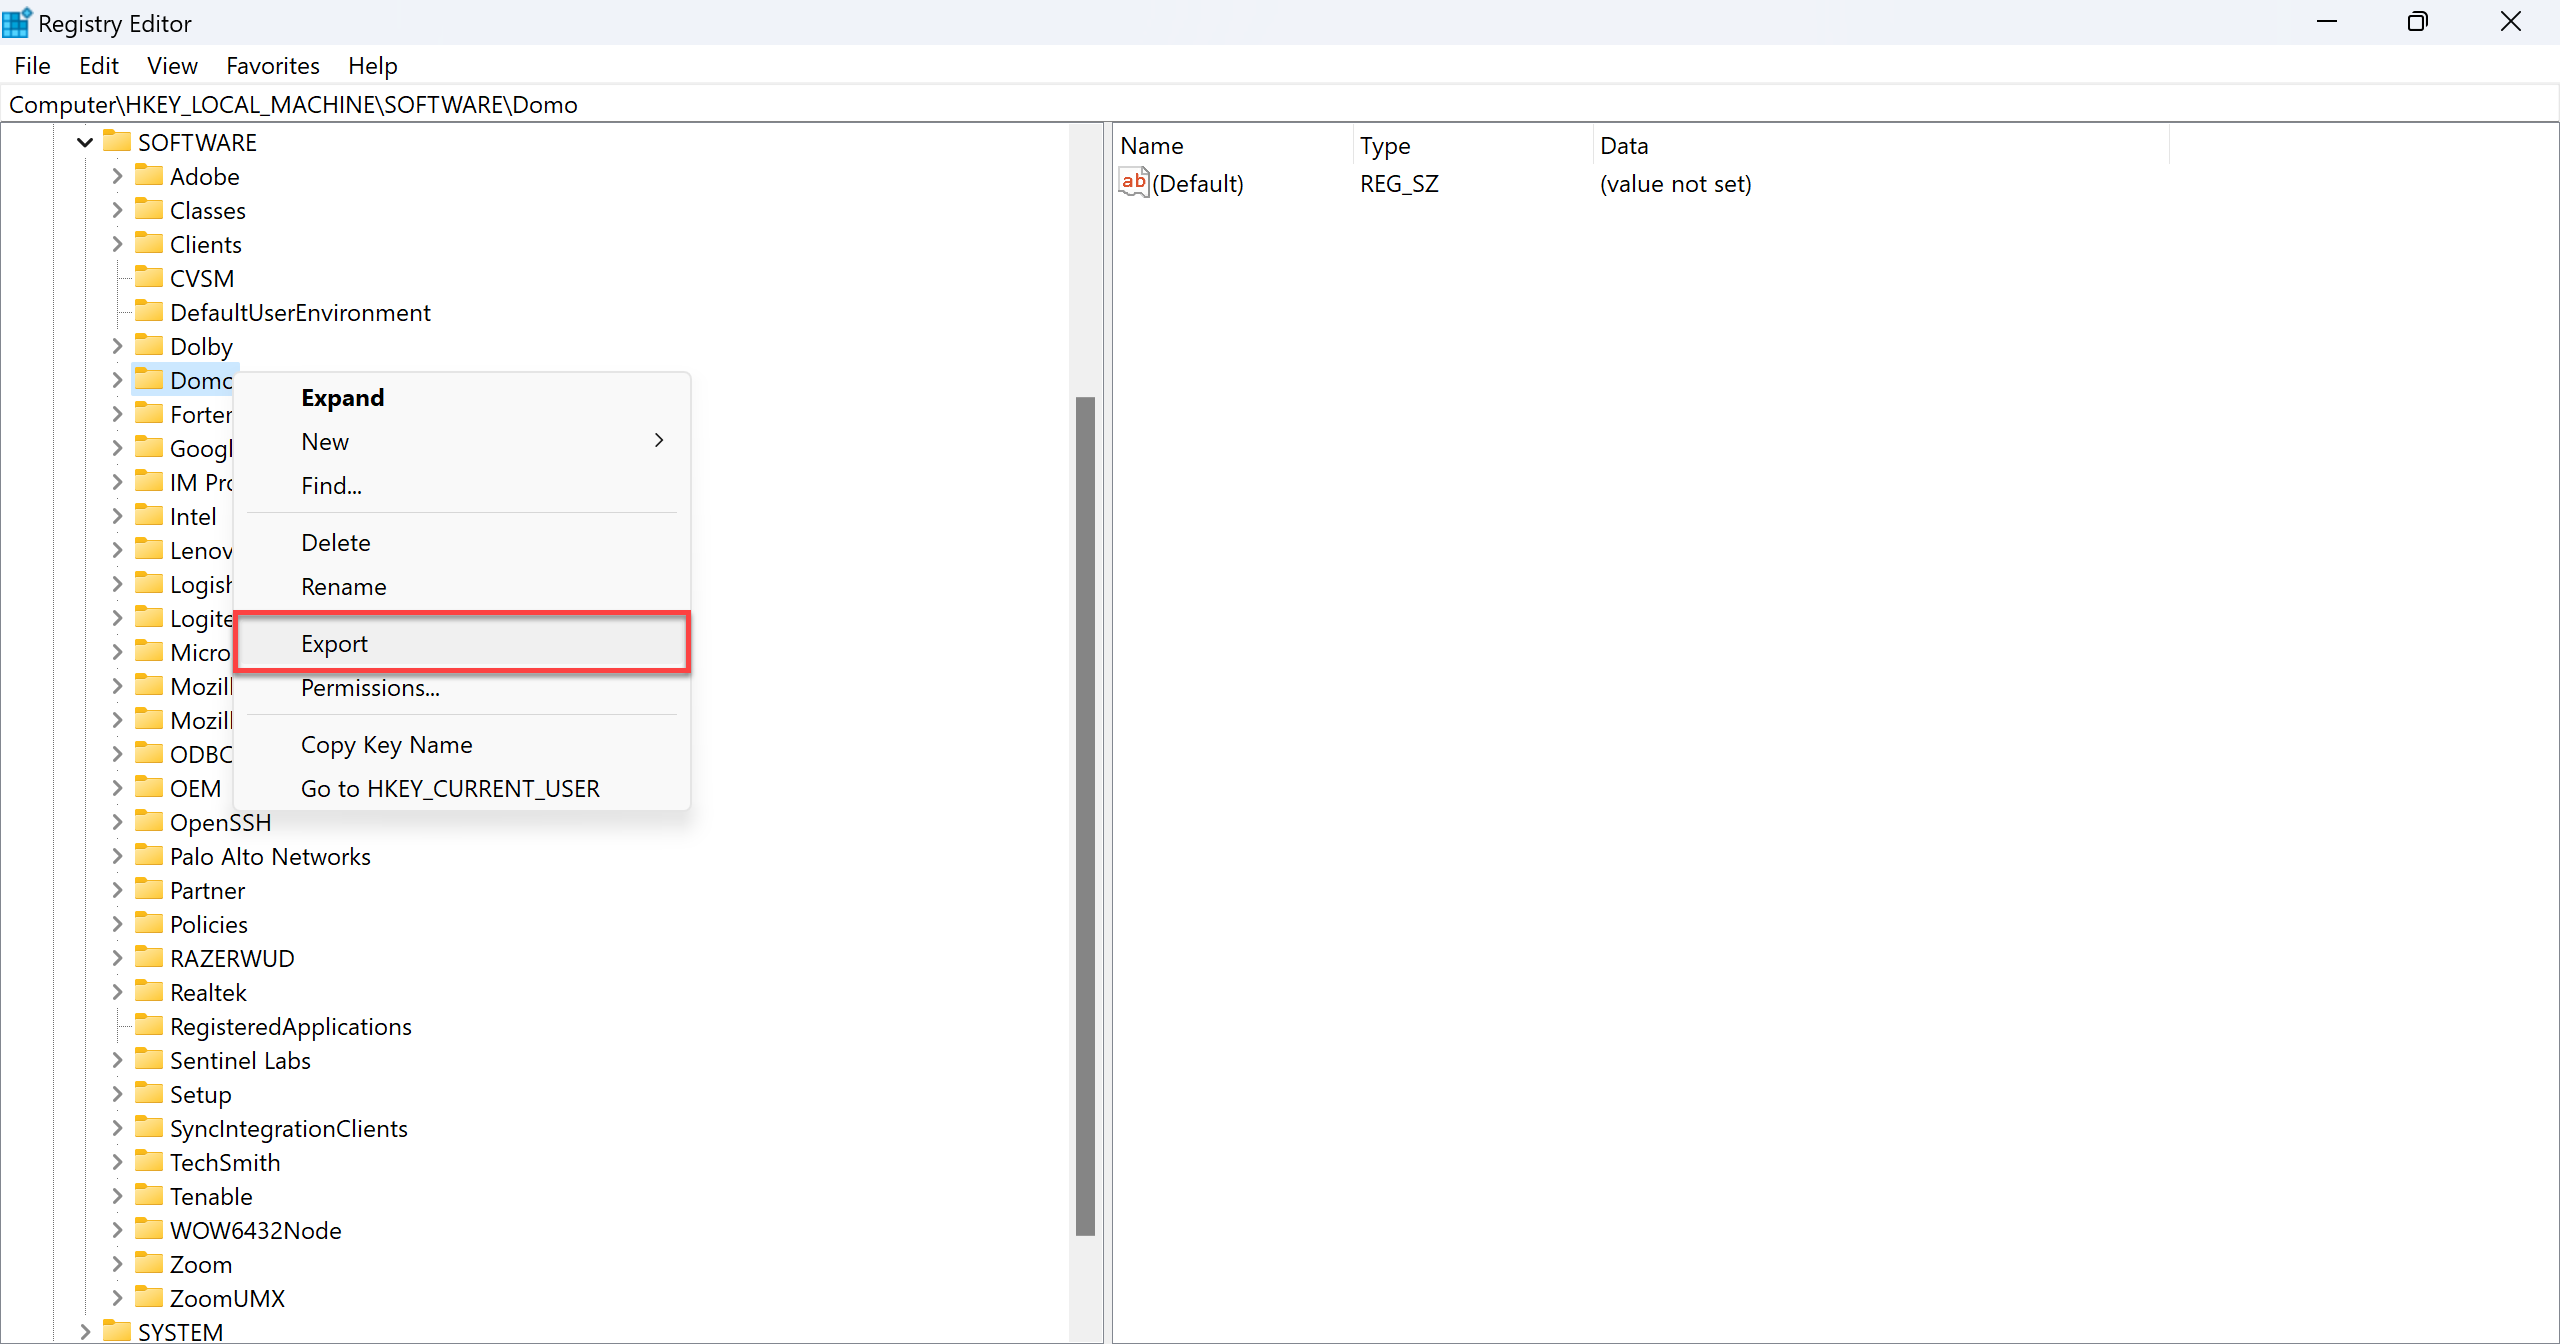 Registry Editor
File Edit View Favorites Help
Computer\HKEY_LOCAL_MACHINE\SOFTWARE\Domo
SOFTWARE
Adobe
Classes
Clients
CVSM
DefaultUserEnvironment
Dolby
Domo
Forter
Googl
IM Pro
Intel
Lenov
Logish
Logite
Micro
Mozill
Mozill
ODBC
OEM
OpenSSH
Palo Alto Networks
Partner
Policies
RAZERWUD
Realtek
RegisteredApplications
Sentinel Labs
Setup
SyncIntegrationClients
TechSmith
Tenable
WOW6432Node
Zoom
ZoomUMX
SYSTEM
Expand
New
Find...
Delete
Rename
Export
Permissions...
Copy Key Name
Go to HKEY_CURRENT_USER
Name Type Data
ab (Default) REG_SZ (value not set)